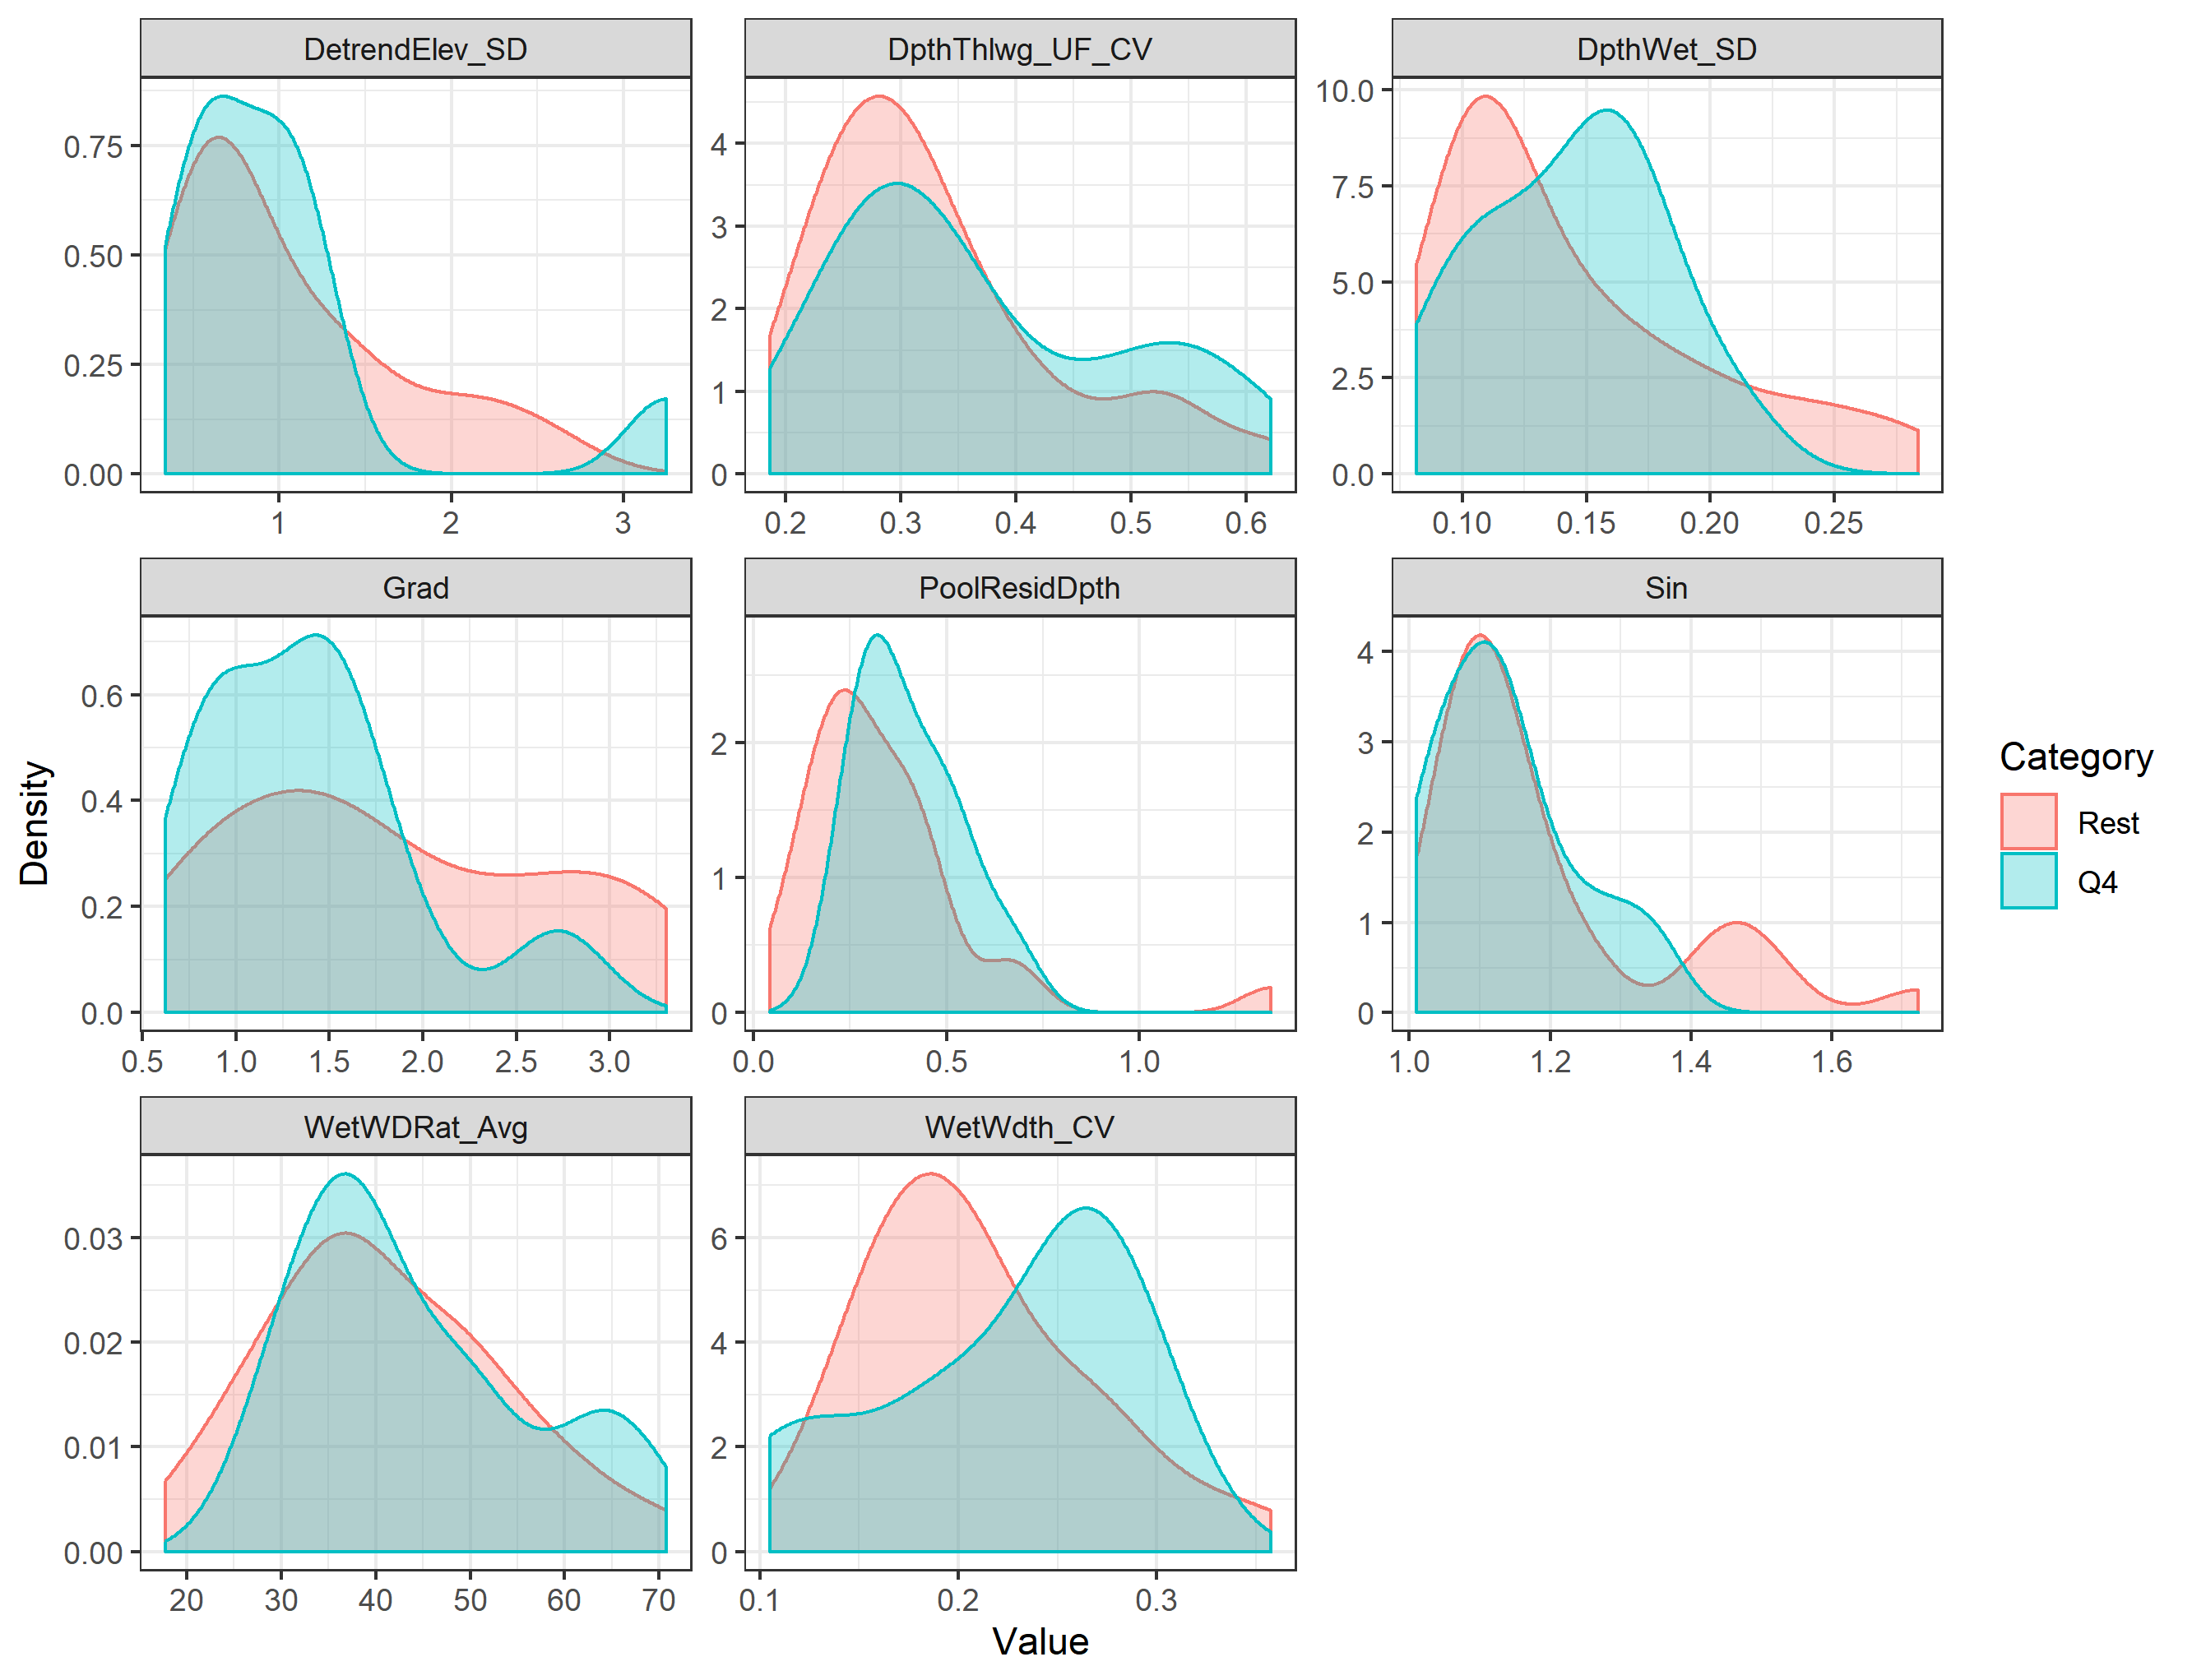 DetrendElev_SD
DpthThlwg_UF_CV
DpthWet_SD
0.75
0.50
0.25
0.00
1 2 3
4
3
2
1
0
0.2 0.3 0.4 0.5 0.6
10.0
7.5
5.0
2.5
0.0
0.10 0.15 0.20 0.25
Grad
PoolResidDpth
Sin
0.6
0.4
0.2
0.0
0.5 1.0 1.5 2.0 2.5 3.0
2
1
0
0.0 0.5 1.0
4
3
2
1
0
1.0 1.2 1.4 1.6
WetWDRat_Avg
WetWdth_CV
0.03
0.02
0.01
0.00
20 30 40 50 60 70
6
4
2
0
0.1 0.2 0.3
Density
Value
Category
Rest
Q4